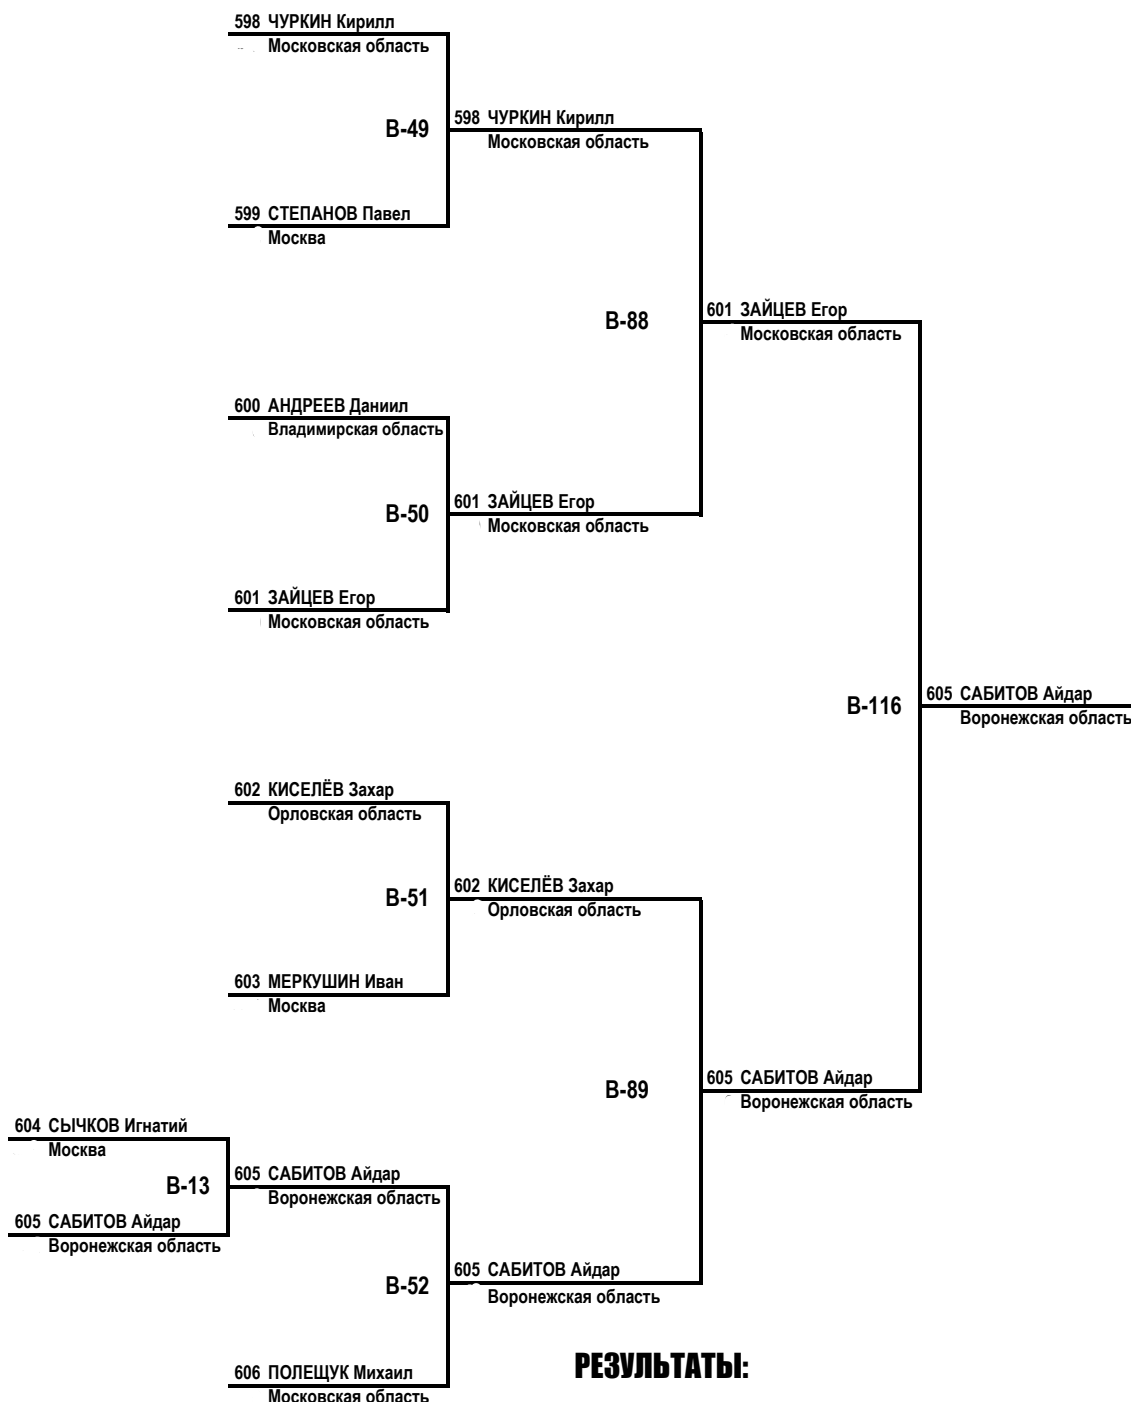 598 ЧУРКИН Кирилл
Московская область
B-49
598 ЧУРКИН Кирилл
Московская область
599 СТЕПАНОВ Павел
Москва
B-88
601 ЗАЙЦЕВ Егор
Московская область
600 АНДРЕЕВ Даниил
Владимирская область
B-50
601 ЗАЙЦЕВ Егор
Московская область
601 ЗАЙЦЕВ Егор
Московская область
B-116
605 САБИТОВ Айдар
Воронежская область
602 КИСЕЛЁВ Захар
Орловская область
B-51
602 КИСЕЛЁВ Захар
Орловская область
603 МЕРКУШИН Иван
Москва
B-89
605 САБИТОВ Айдар
Воронежская область
604 СЫЧКОВ Игнатий
Москва
B-13
605 САБИТОВ Айдар
Воронежская область
605 САБИТОВ Айдар
Воронежская область
B-52
605 САБИТОВ Айдар
Воронежская область
606 ПОЛЕЩУК Михаил
Московская область
РЕЗУЛЬТАТЫ: